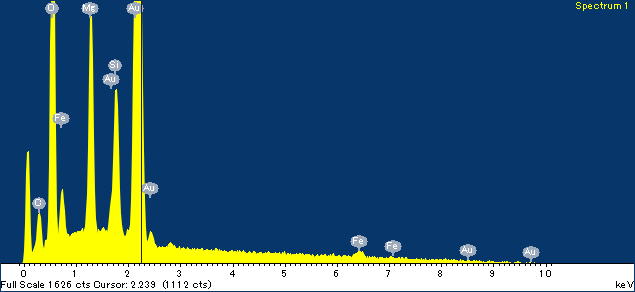 Spectrum 1
O Mg Au
Si
Au
Fe
Au
Fe Fe Au Au
0 1 2 3 4 5 6 7 8 9 10
Full Scale 1626 cts Cursor: 2.239 (1112 cts) keV